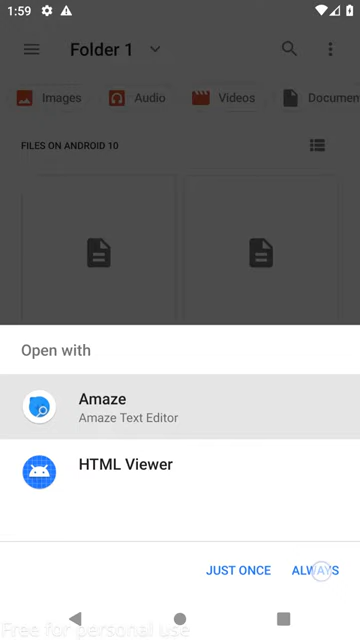 1:59
Folder 1
Images
Audio
Videos
Documen
FILES ON ANDROID 10
Open with
Amaze
Amaze Text Editor
HTML Viewer
JUST ONCE
ALWAYS
Free for personal use